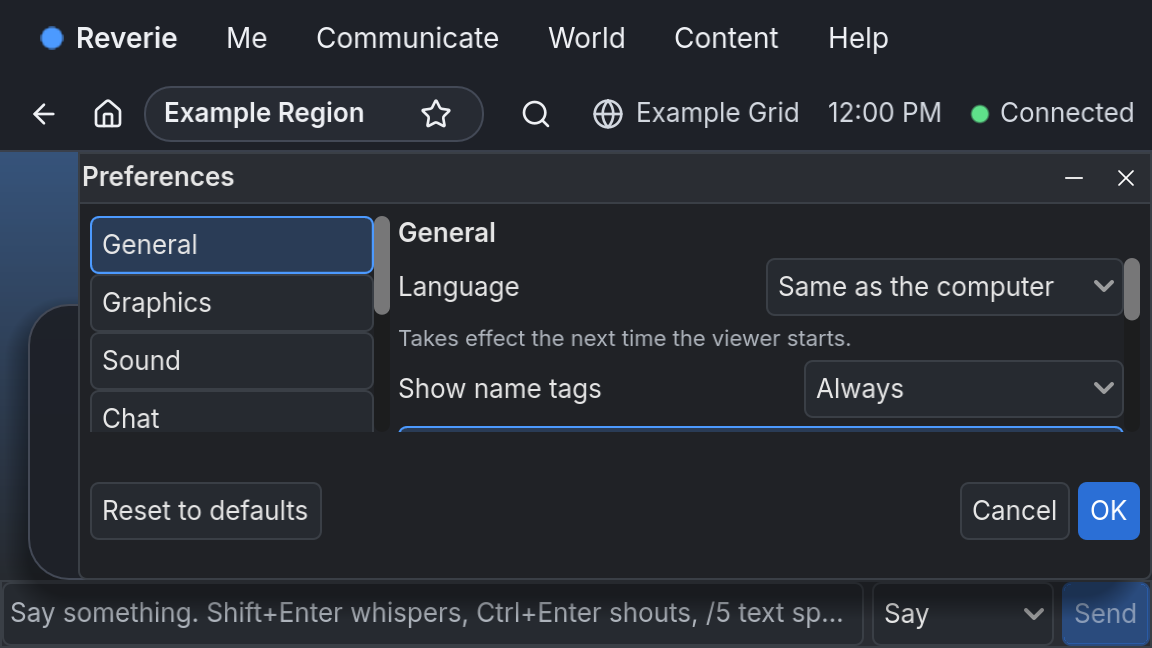 Reverie Me Communicate World Content Help
Example Region Example Grid 12:00 PM Connected
Preferences
General
Graphics
Sound
Chat
General
Language Same as the computer
Takes effect the next time the viewer starts.
Show name tags Always
Reset to defaults Cancel OK
Say something. Shift+Enter whispers, Ctrl+Enter shouts, /5 text sp... Say Send